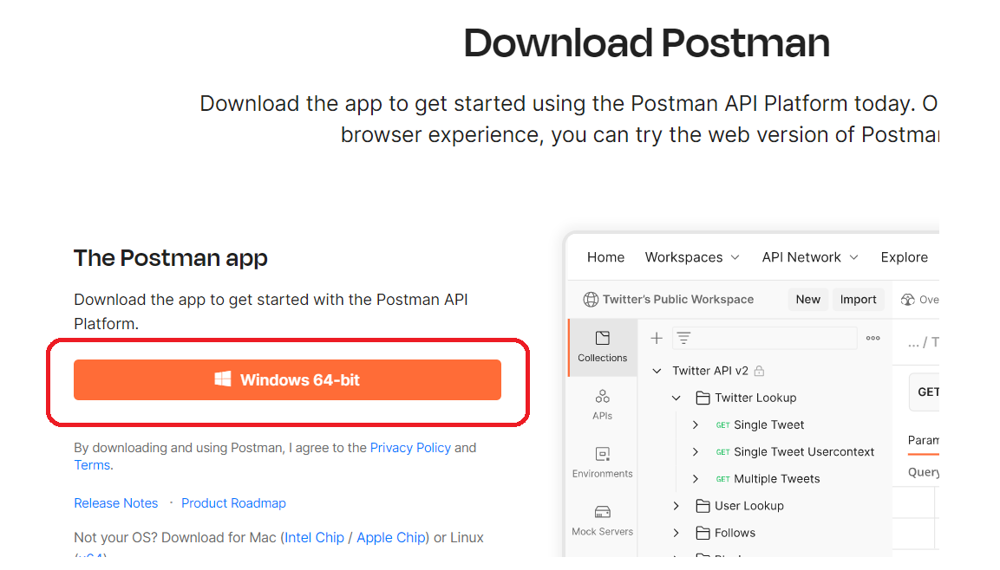 Download Postman
Download the app to get started using the Postman API Platform today. O
browser experience, you can try the web version of Postma
The Postman app
Download the app to get started with the Postman API
Platform.
Windows 64-bit
By downloading and using Postman, I agree to the Privacy Policy and
Terms.
Release Notes · Product Roadmap
Not your OS? Download for Mac (Intel Chip / Apple Chip) or Linux
Home Workspaces API Network Explore
Twitter's Public Workspace New Import Ove
Collections
APIs
Environments
Mock Servers
... / T
Twitter API v2
Twitter Lookup
GET Single Tweet
GET Single Tweet Usercontext
GET Multiple Tweets
User Lookup
Follows
GET
Param
Query